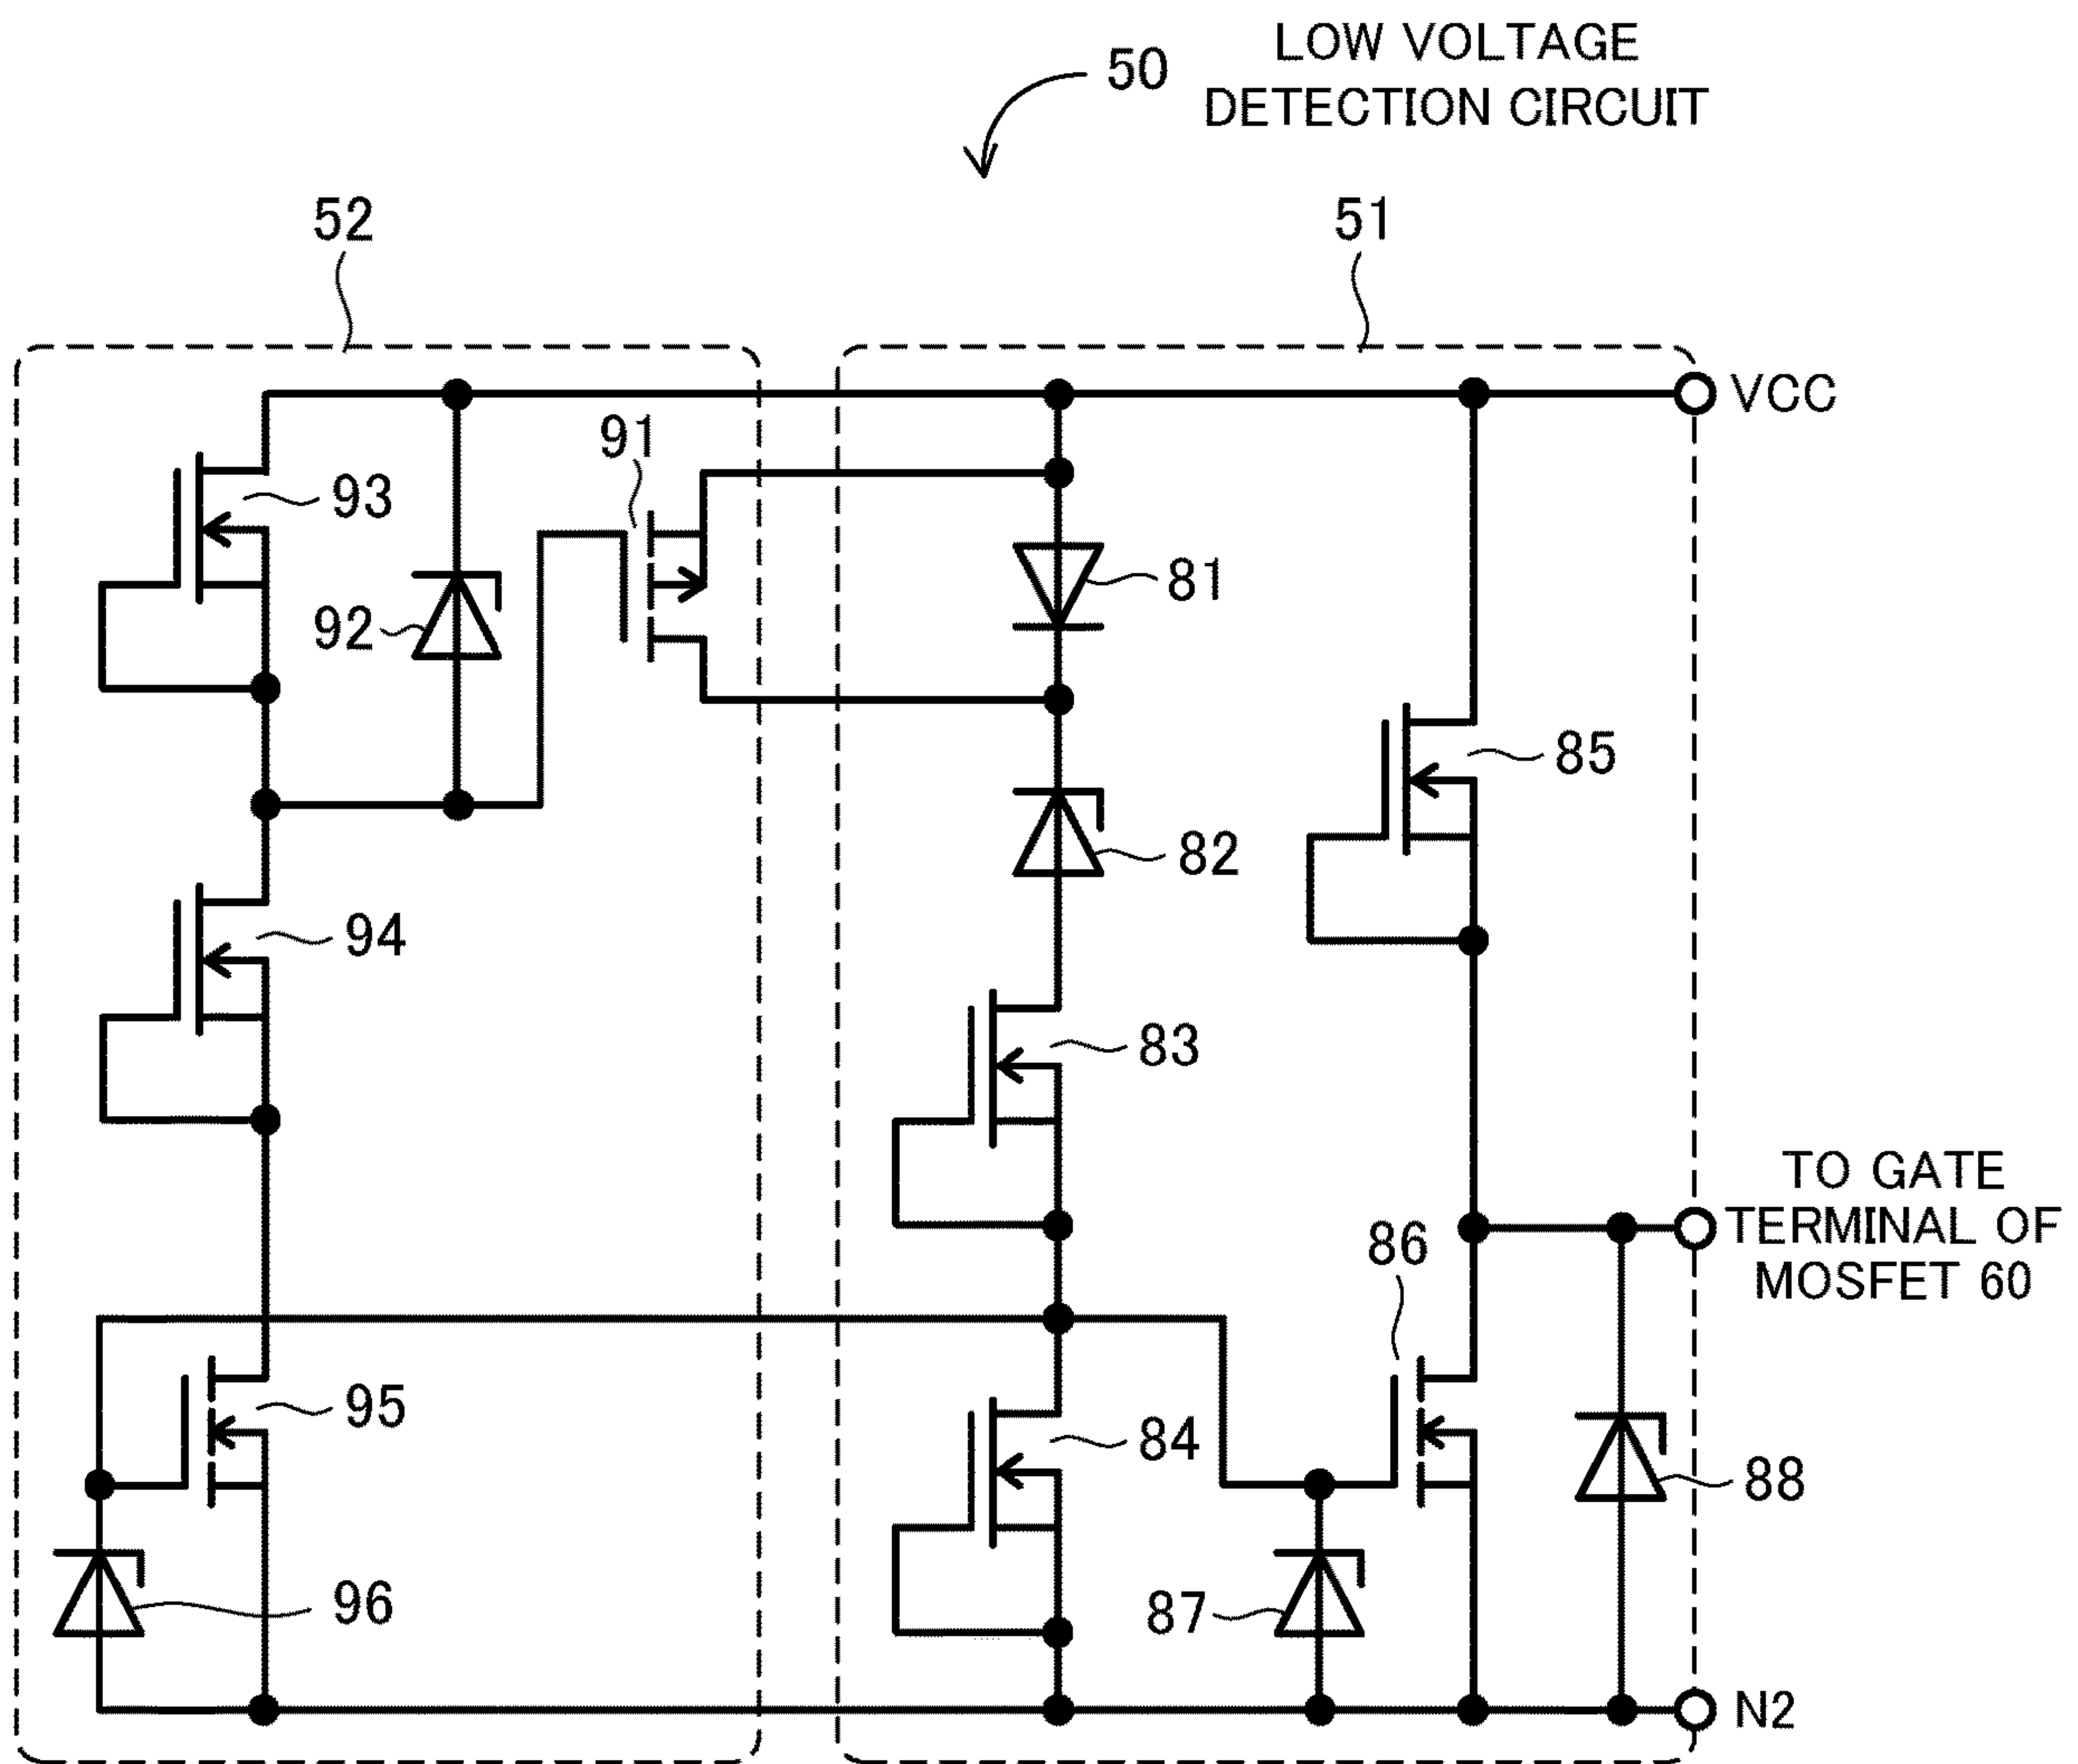 50
LOW VOLTAGE
DETECTION CIRCUIT
52
51
VCC
91
93
81
92
85
82
94
83
TO GATE
TERMINAL OF
MOSFET 60
86
95
84
88
96
87
N2